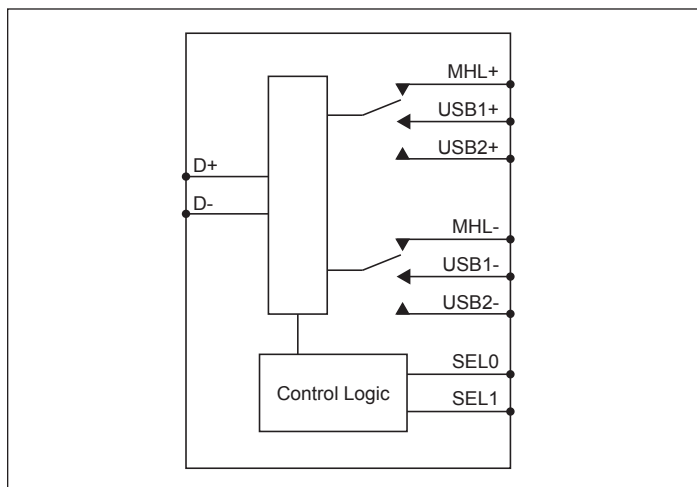 MHL+
USB1+
USB2+
D+
D-
MHL-
USB1-
USB2-
SEL0
SEL1
Control Logic